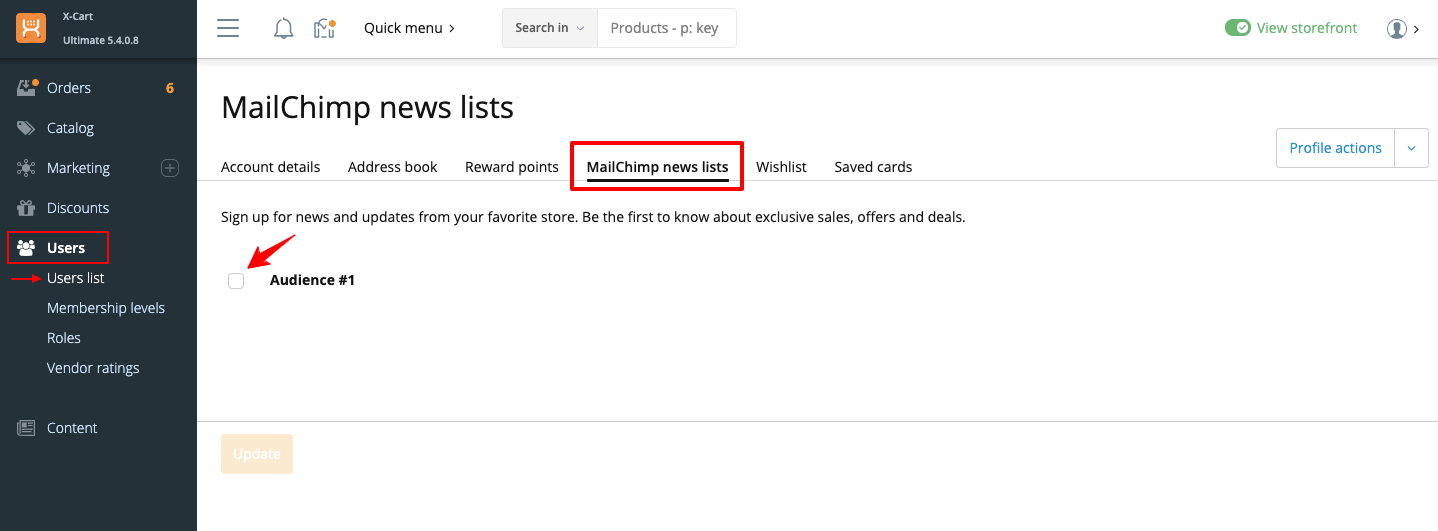 X-Cart
Ultimate 5.4.0.8
Quick menu
Search in
Products - p: key
View storefront
Orders 6
Catalog
Marketing
Discounts
Users
Users list
Membership levels
Roles
Vendor ratings
Content
MailChimp news lists
Profile actions
Account details Address book Reward points MailChimp news lists Wishlist Saved cards
Sign up for news and updates from your favorite store. Be the first to know about exclusive sales, offers and deals.
Audience #1
Update